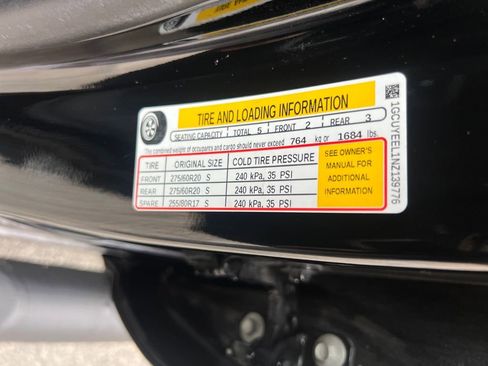 TIRE AND LOADING INFORMATION
SEATING CAPACITY TOTAL 5 FRONT 2 REAR 3
The combined weight of occupants and cargo should never exceed 764 kg or 1684 lbs.
TIRE ORIGINAL SIZE COLD TIRE PRESSURE
FRONT 275/60R20 S 240 kPa, 35 PSI
REAR 275/60R20 S 240 kPa, 35 PSI
SPARE 255/80R17 S 240 kPa, 35 PSI
SEE OWNER'S
MANUAL FOR
ADDITIONAL
INFORMATION
1GCUYEEL1NZ139776